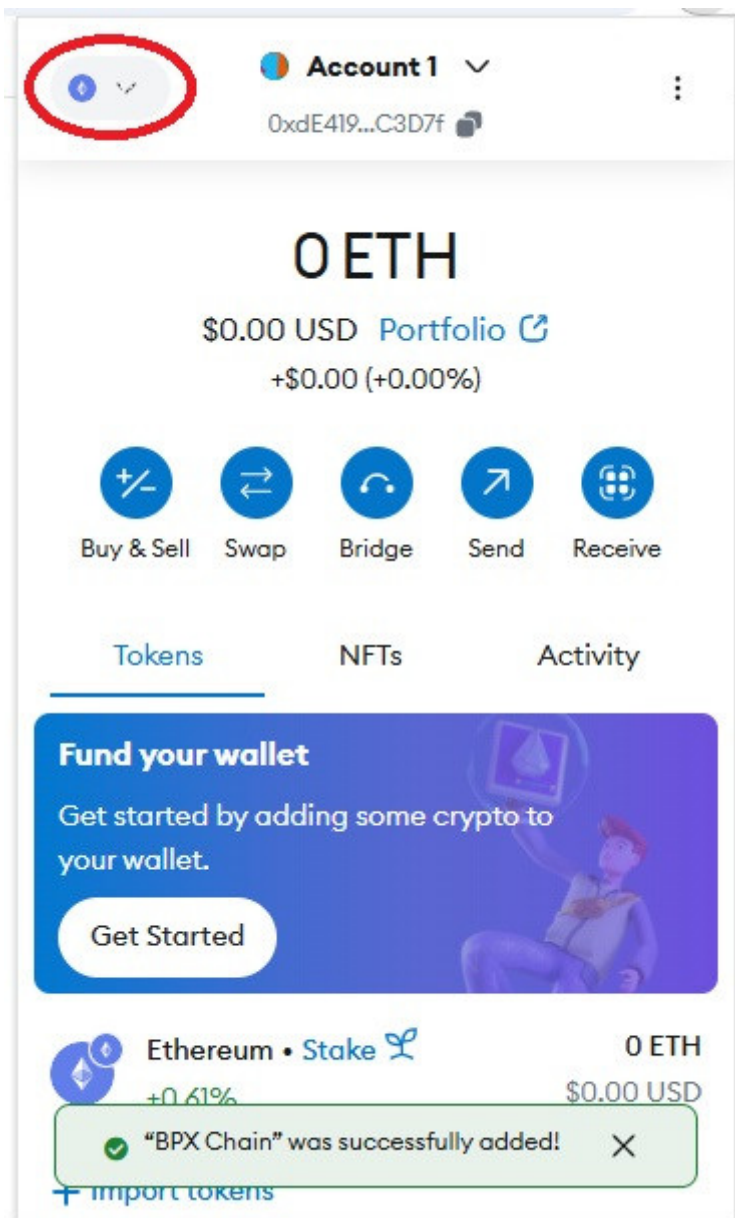 Account 1
0xdE419...C3D7f
0 ETH
$0.00 USD Portfolio
+$0.00 (+0.00%)
Buy & Sell Swap Bridge Send Receive
Tokens NFTs Activity
Fund your wallet
Get started by adding some crypto to
your wallet.
Get Started
Ethereum • Stake 0 ETH
+0.61% $0.00 USD
“BPX Chain” was successfully added!
+ Import tokens